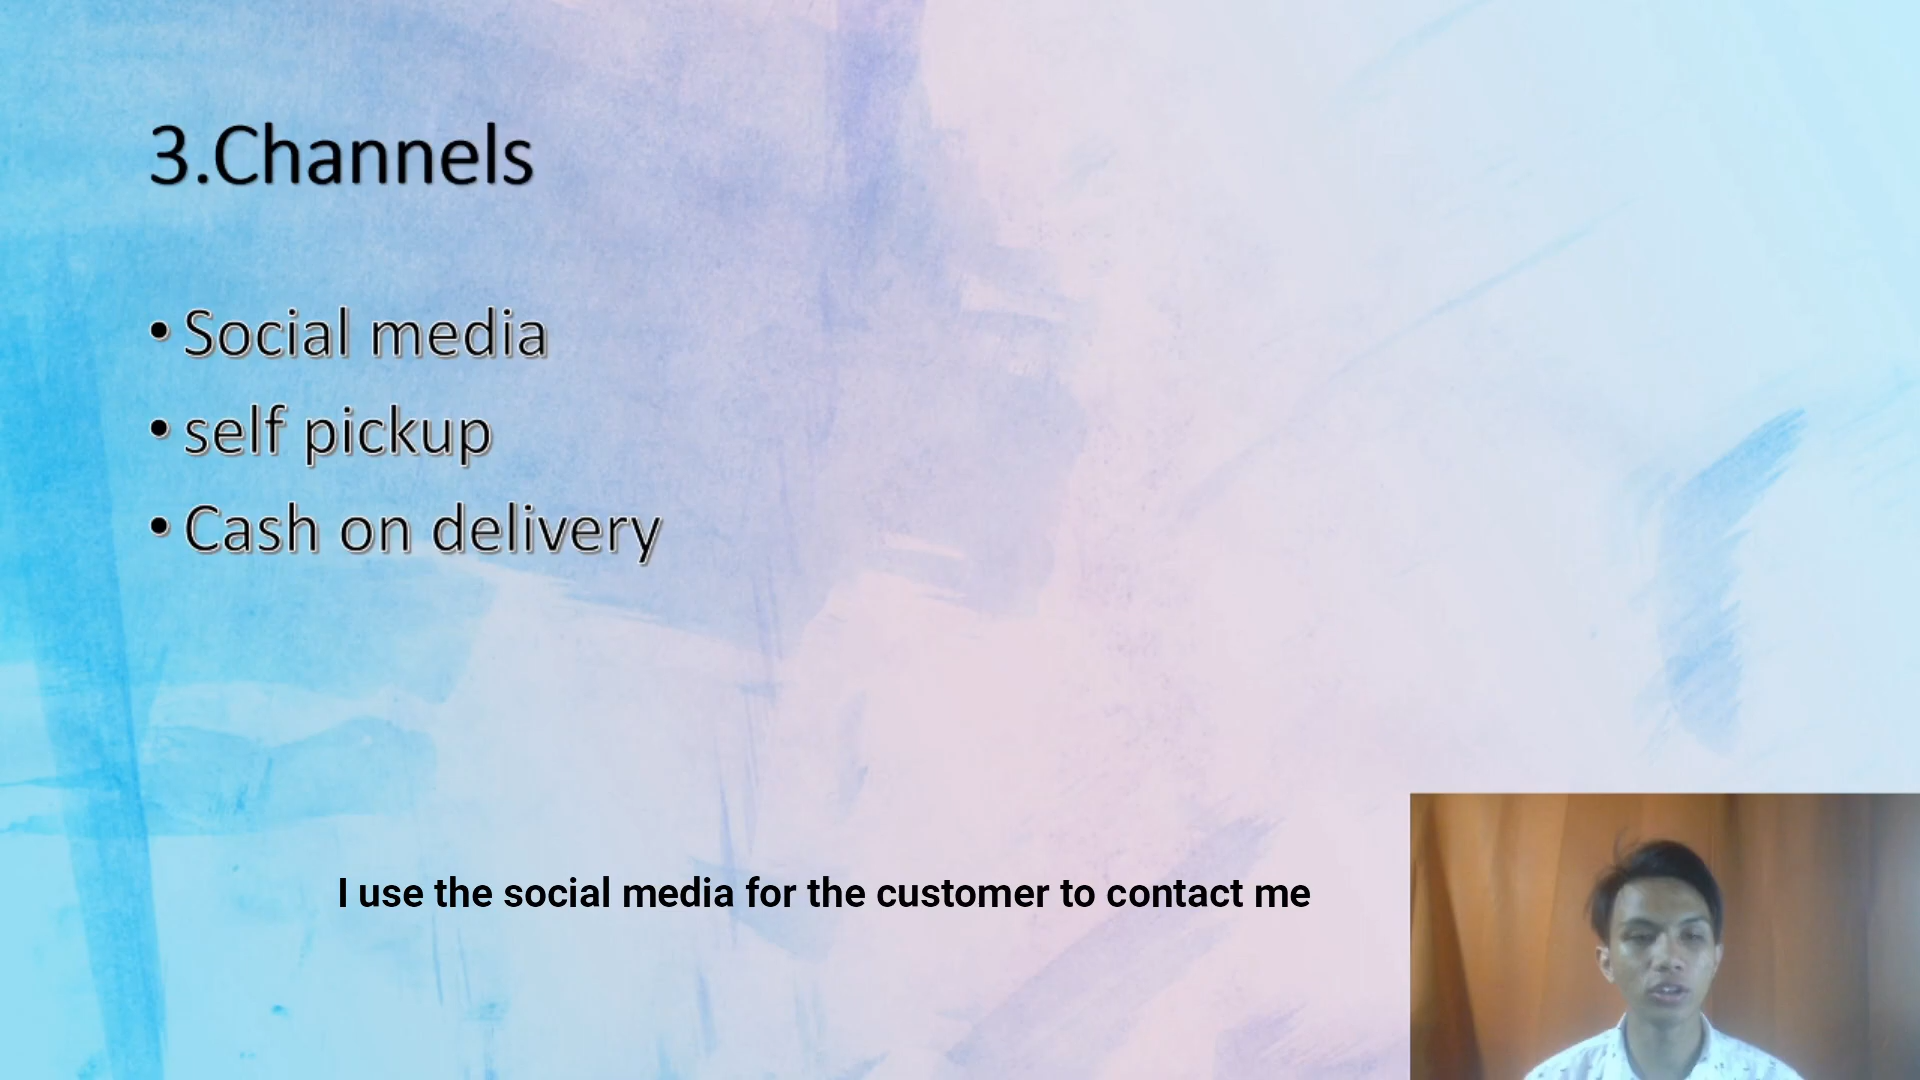 3.Channels
• Social media
• self pickup
• Cash on delivery
I use the social media for the customer to contact me